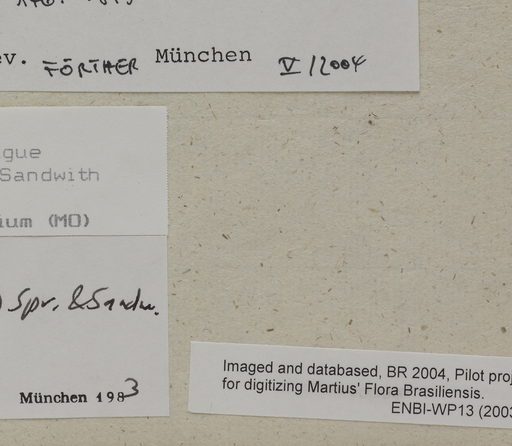 ev. FÖRTHER München V/2004
gue
Sandwith
ium (MO)
) Spr. & Sandw.
München 1983
Imaged and databased, BR 2004, Pilot proj
for digitizing Martius' Flora Brasiliensis.
ENBI-WP13 (2003